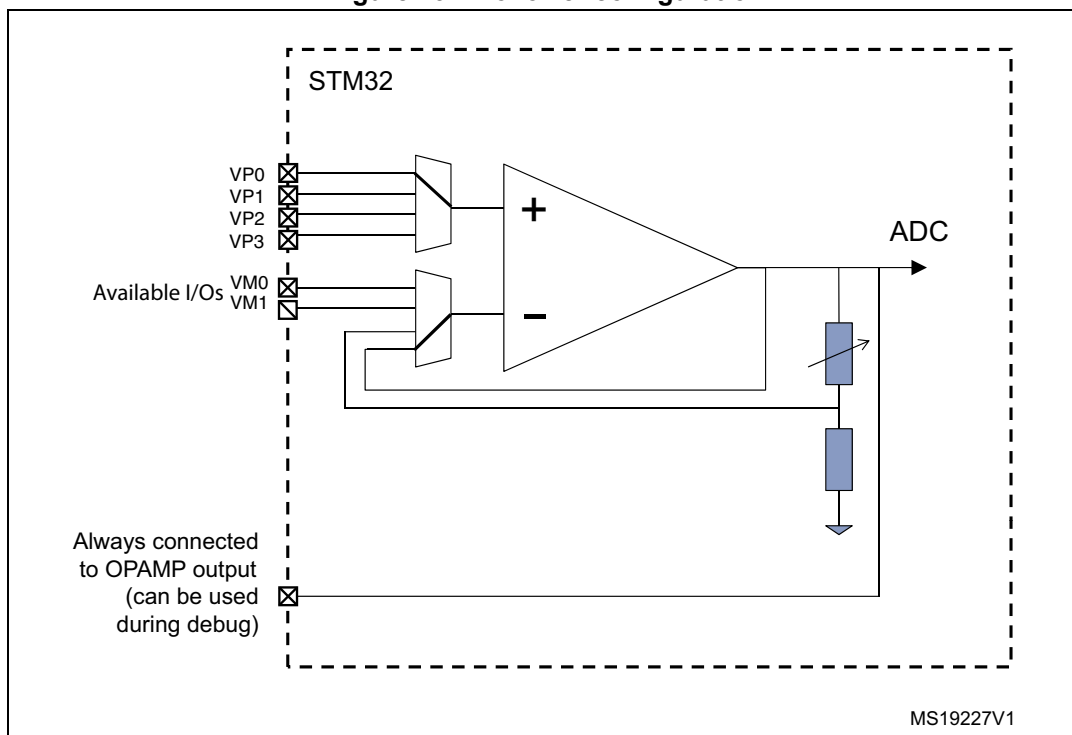 STM32
VP0
VP1
VP2
VP3
+
ADC
Available I/Os
VM0
VM1
–
Always connected
to OPAMP output
(can be used
during debug)
MS19227V1